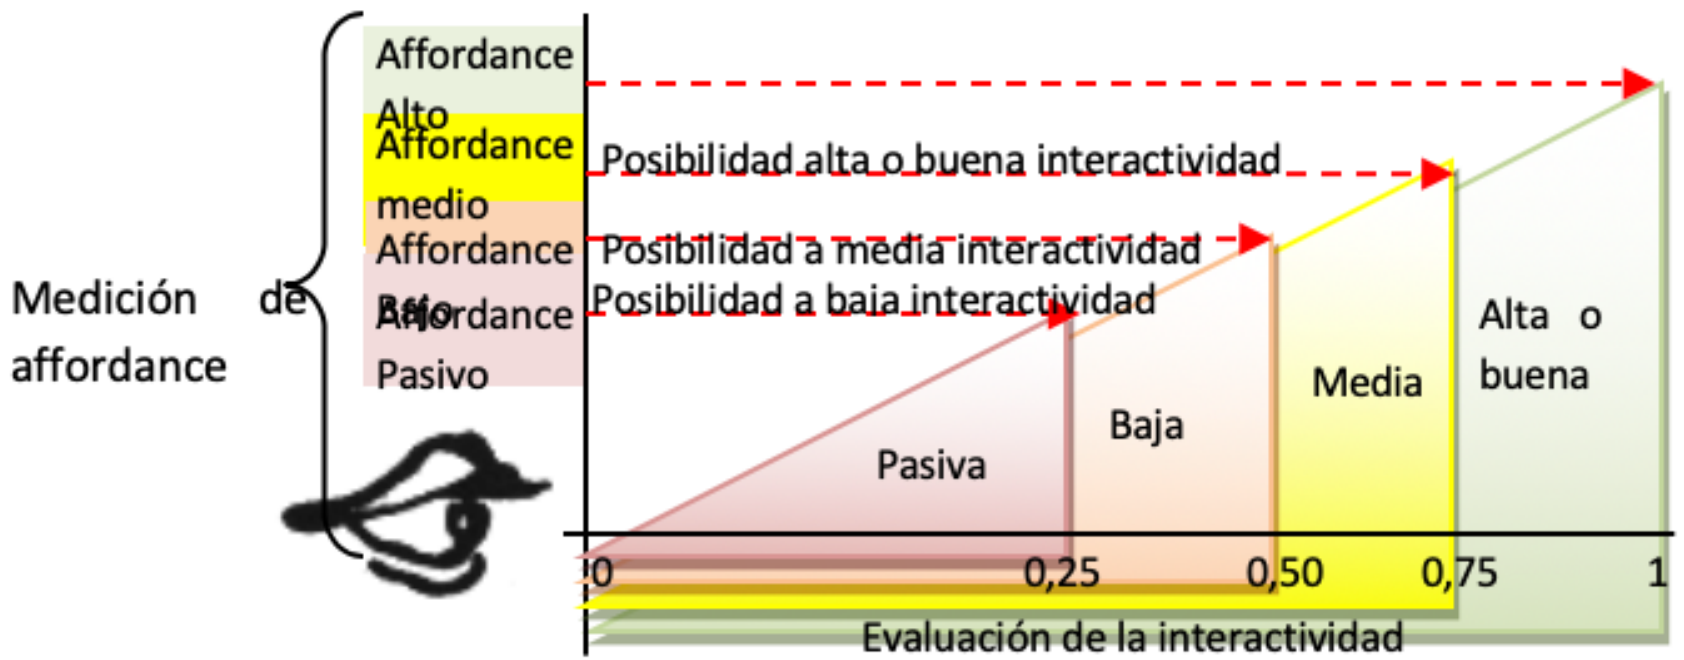 Affordance
Alto
Affordance
medio
Affordance
Bajo
Affordance
Pasivo
Medición de
affordance
Posibilidad alta o buena interactividad
Posibilidad a media interactividad
Posibilidad a baja interactividad
Pasiva
Baja
Media
Alta o
buena
0
0,25
0,50
0,75
1
Evaluación de la interactividad